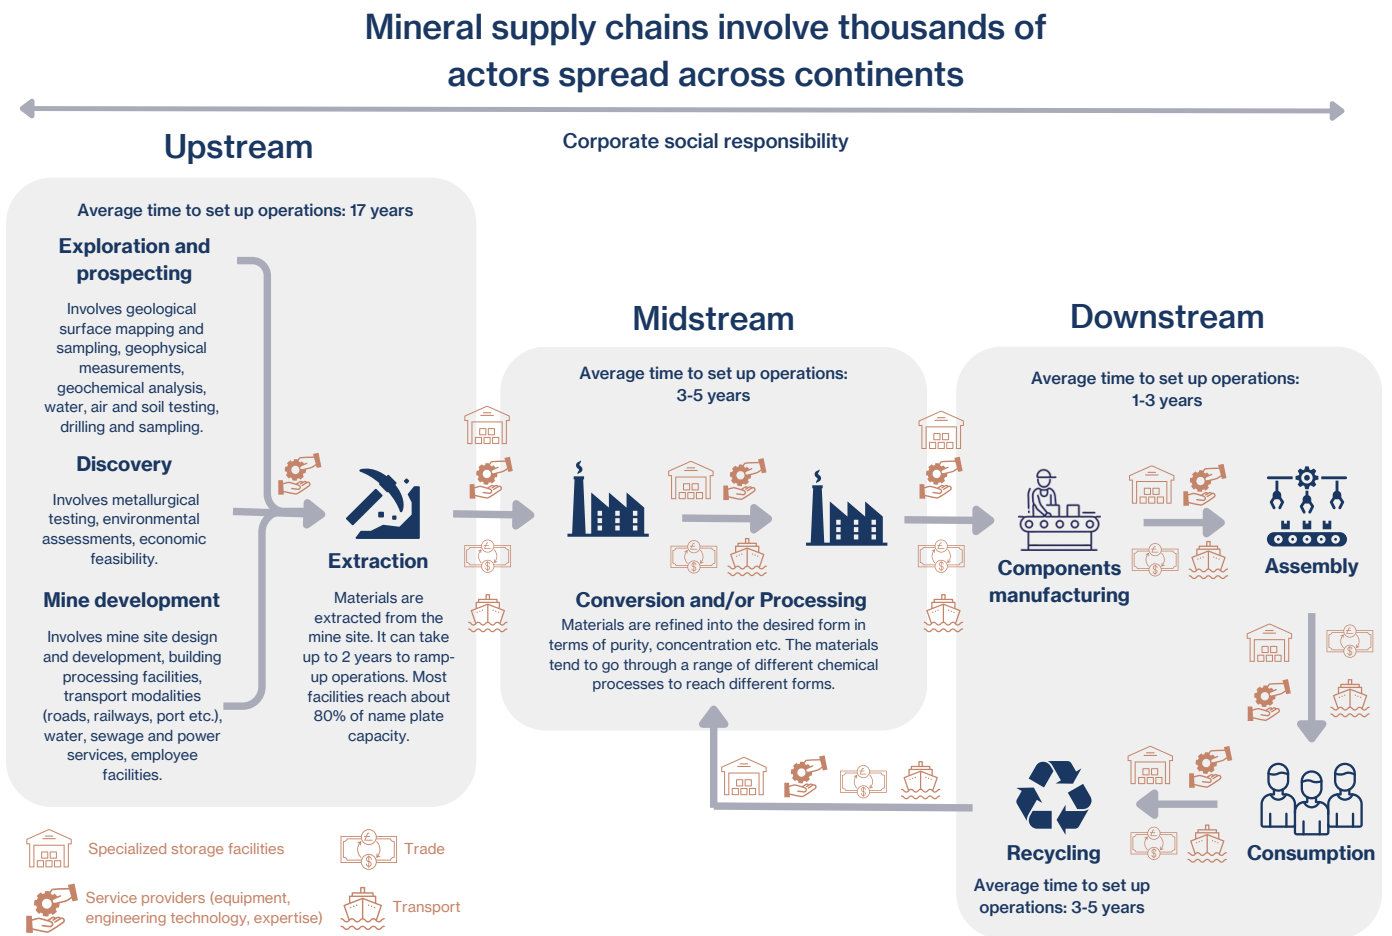 Mineral supply chains involve thousands of
actors spread across continents
Corporate social responsibility
Upstream
Average time to set up operations: 17 years
Exploration and
prospecting
Involves geological
surface mapping and
sampling, geophysical
measurements,
geochemical analysis,
water, air and soil testing,
drilling and sampling.
Discovery
Involves metallurgical
testing, environmental
assessments, economic
feasibility.
Mine development
Involves mine site design
and development, building
processing facilities,
transport modalities
(roads, railways, port etc.),
water, sewage and power
services, employee
facilities.
Extraction
Materials are
extracted from the
mine site. It can take
up to 2 years to ramp-
up operations. Most
facilities reach about
80% of name plate
capacity.
Midstream
Average time to set up operations:
3-5 years
Conversion and/or Processing
Materials are refined into the desired form in
terms of purity, concentration etc. The materials
tend to go through a range of different chemical
processes to reach different forms.
Downstream
Average time to set up operations:
1-3 years
Components
manufacturing
Assembly
Consumption
Recycling
Average time to set up
operations: 3-5 years
Specialized storage facilities
Trade
Service providers (equipment,
engineering technology, expertise)
Transport